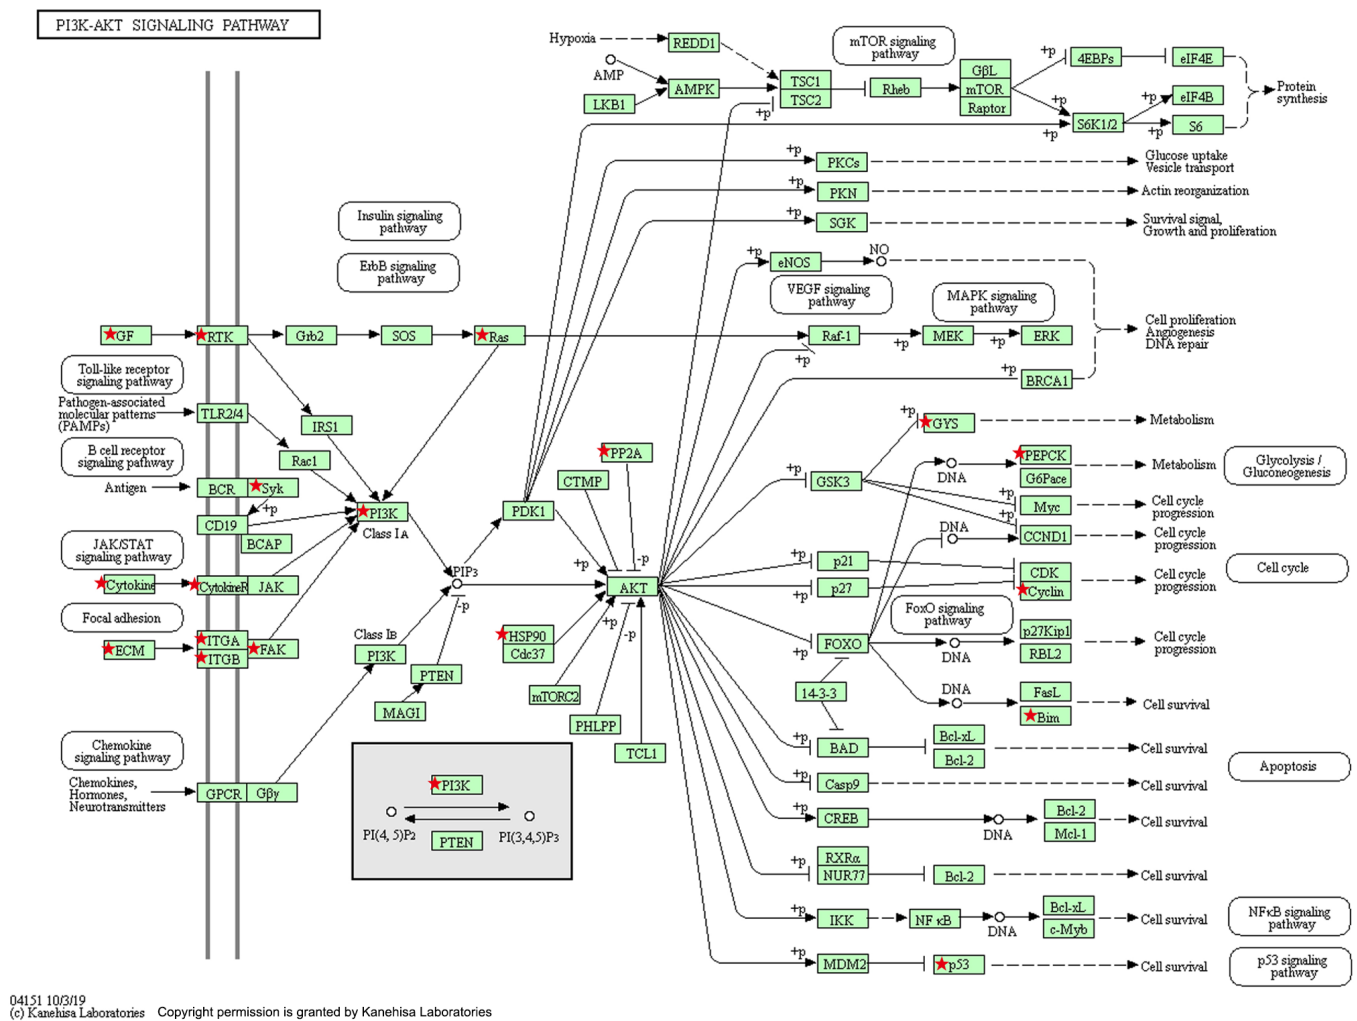 PI3K-AKT SIGNALING PATHWAY
Hypoxia
REDD1
mTOR signaling
pathway
AMP
LKB1
AMPK
TSC1
TSC2
+p
Rheb
GβL
mTOR
Raptor
+p
4EBPs
eIF4E
+p
S6K1/2
+p
+p
eIF4B
+p
S6
Protein
synthesis
+p
PKCs
Glucose uptake
Vesicle transport
+p
PKN
Actin reorganization
+p
SGK
Survival signal,
Growth and proliferation
Insulin signaling
pathway
ErbB signaling
pathway
+p
eNOS
NO
VEGF signaling
pathway
MAPK signaling
pathway
GF
RTK
Grb2
SOS
Ras
Raf-1
+p
+p
MEK
+p
ERK
Cell proliferation
Angiogenesis
DNA repair
+p
BRCA1
Toll-like receptor
signaling pathway
Pathogen-associated
molecular patterns
(PAMPs)
TLR2/4
IRS1
Rac1
B cell receptor
signaling pathway
Antigen
BCR
Syk
+p
CD19
BCAP
PI3K
Class IA
PP2A
CTMP
PDK1
+p
-p
+p
GYS
Metabolism
+p
GSK3
DNA
PEPCK
G6Pace
Metabolism
Glycolysis /
Gluconeogenesis
Myc
Cell cycle
progression
DNA
CCND1
Cell cycle
progression
JAK/STAT
signaling pathway
Cytokine
CytokineR
JAK
PIP3
-p
AKT
+p
p21
+p
p27
CDK
Cyclin
Cell cycle
progression
Cell cycle
Focal adhesion
ECM
ITGA
ITGB
FAK
Class IB
PI3K
PTEN
MAGI
HSP90
Cdc37
+p
-p
mTORC2
PHLPP
TCL1
FoxO signaling
pathway
+p
FOXO
DNA
p27Kip1
RBL2
Cell cycle
progression
14-3-3
DNA
FasL
Bim
Cell survival
Chemokine
signaling pathway
Chemokines,
Hormones,
Neurotransmitters
GPCR
Gβγ
PI3K
PI(4, 5)P2
PI(3,4,5)P3
PTEN
+p
BAD
Bcl-xL
Bcl-2
Cell survival
+p
Casp9
Cell survival
Apoptosis
+p
CREB
DNA
Bcl-2
Mcl-1
Cell survival
+p
RXRα
NUR77
Bcl-2
Cell survival
+p
IKK
NFκB
DNA
Bcl-xL
c-Myb
Cell survival
NFκB signaling
pathway
+p
MDM2
p53
Cell survival
p53 signaling
pathway
04151 10/3/19
(c) Kanehisa Laboratories
Copyright permission is granted by Kanehisa Laboratories